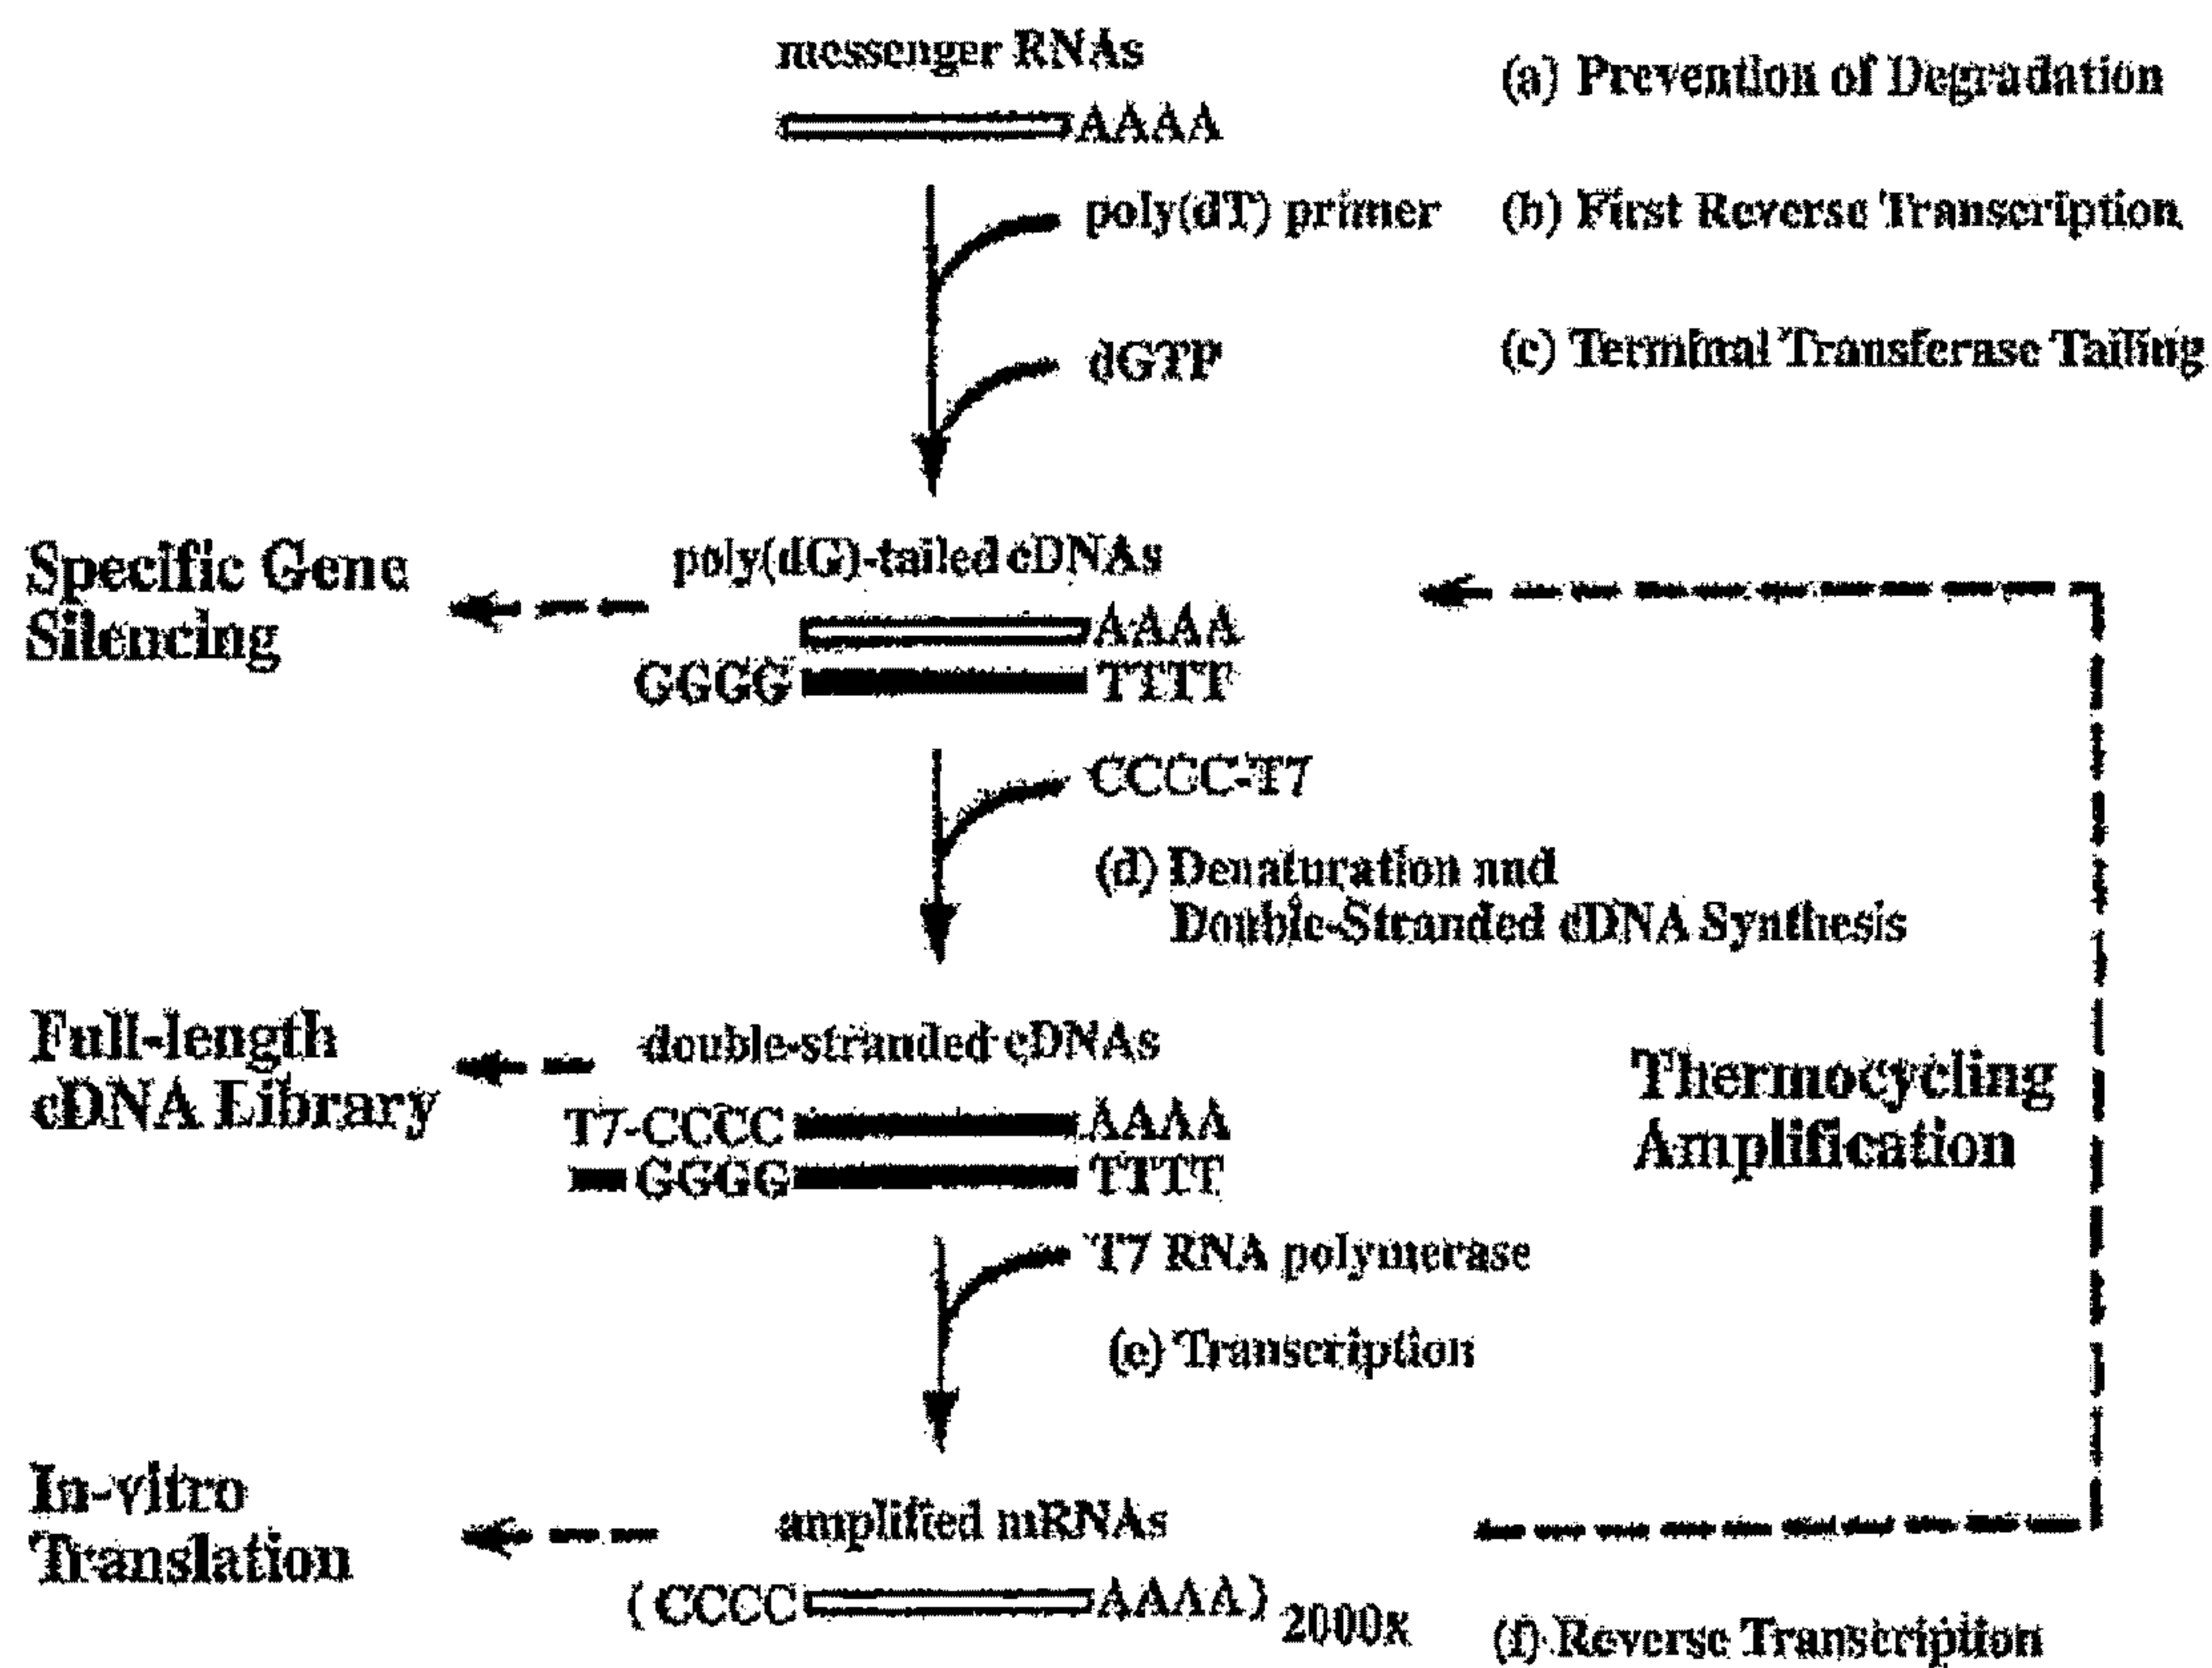 messenger RNAs
(a) Prevention of Degradation
AAAA
poly(dT) primer
(b) First Reverse Transcription
dGTP
(c) Terminal Transferase Tailing
Specific Gene
Silencing
poly(dG)-tailed cDNAs
AAAA
GGGG TTTT
CCCC-T7
(d) Denaturation and
Double-Stranded cDNA Synthesis
Full-length
cDNA Library
double-stranded cDNAs
T7-CCCC AAAA
GGGG TTTT
Thermocycling
Amplification
T7 RNA polymerase
(e) Transcription
In-vitro
Translation
amplified mRNAs
( CCCC AAAA ) 2000x
(f) Reverse Transcription